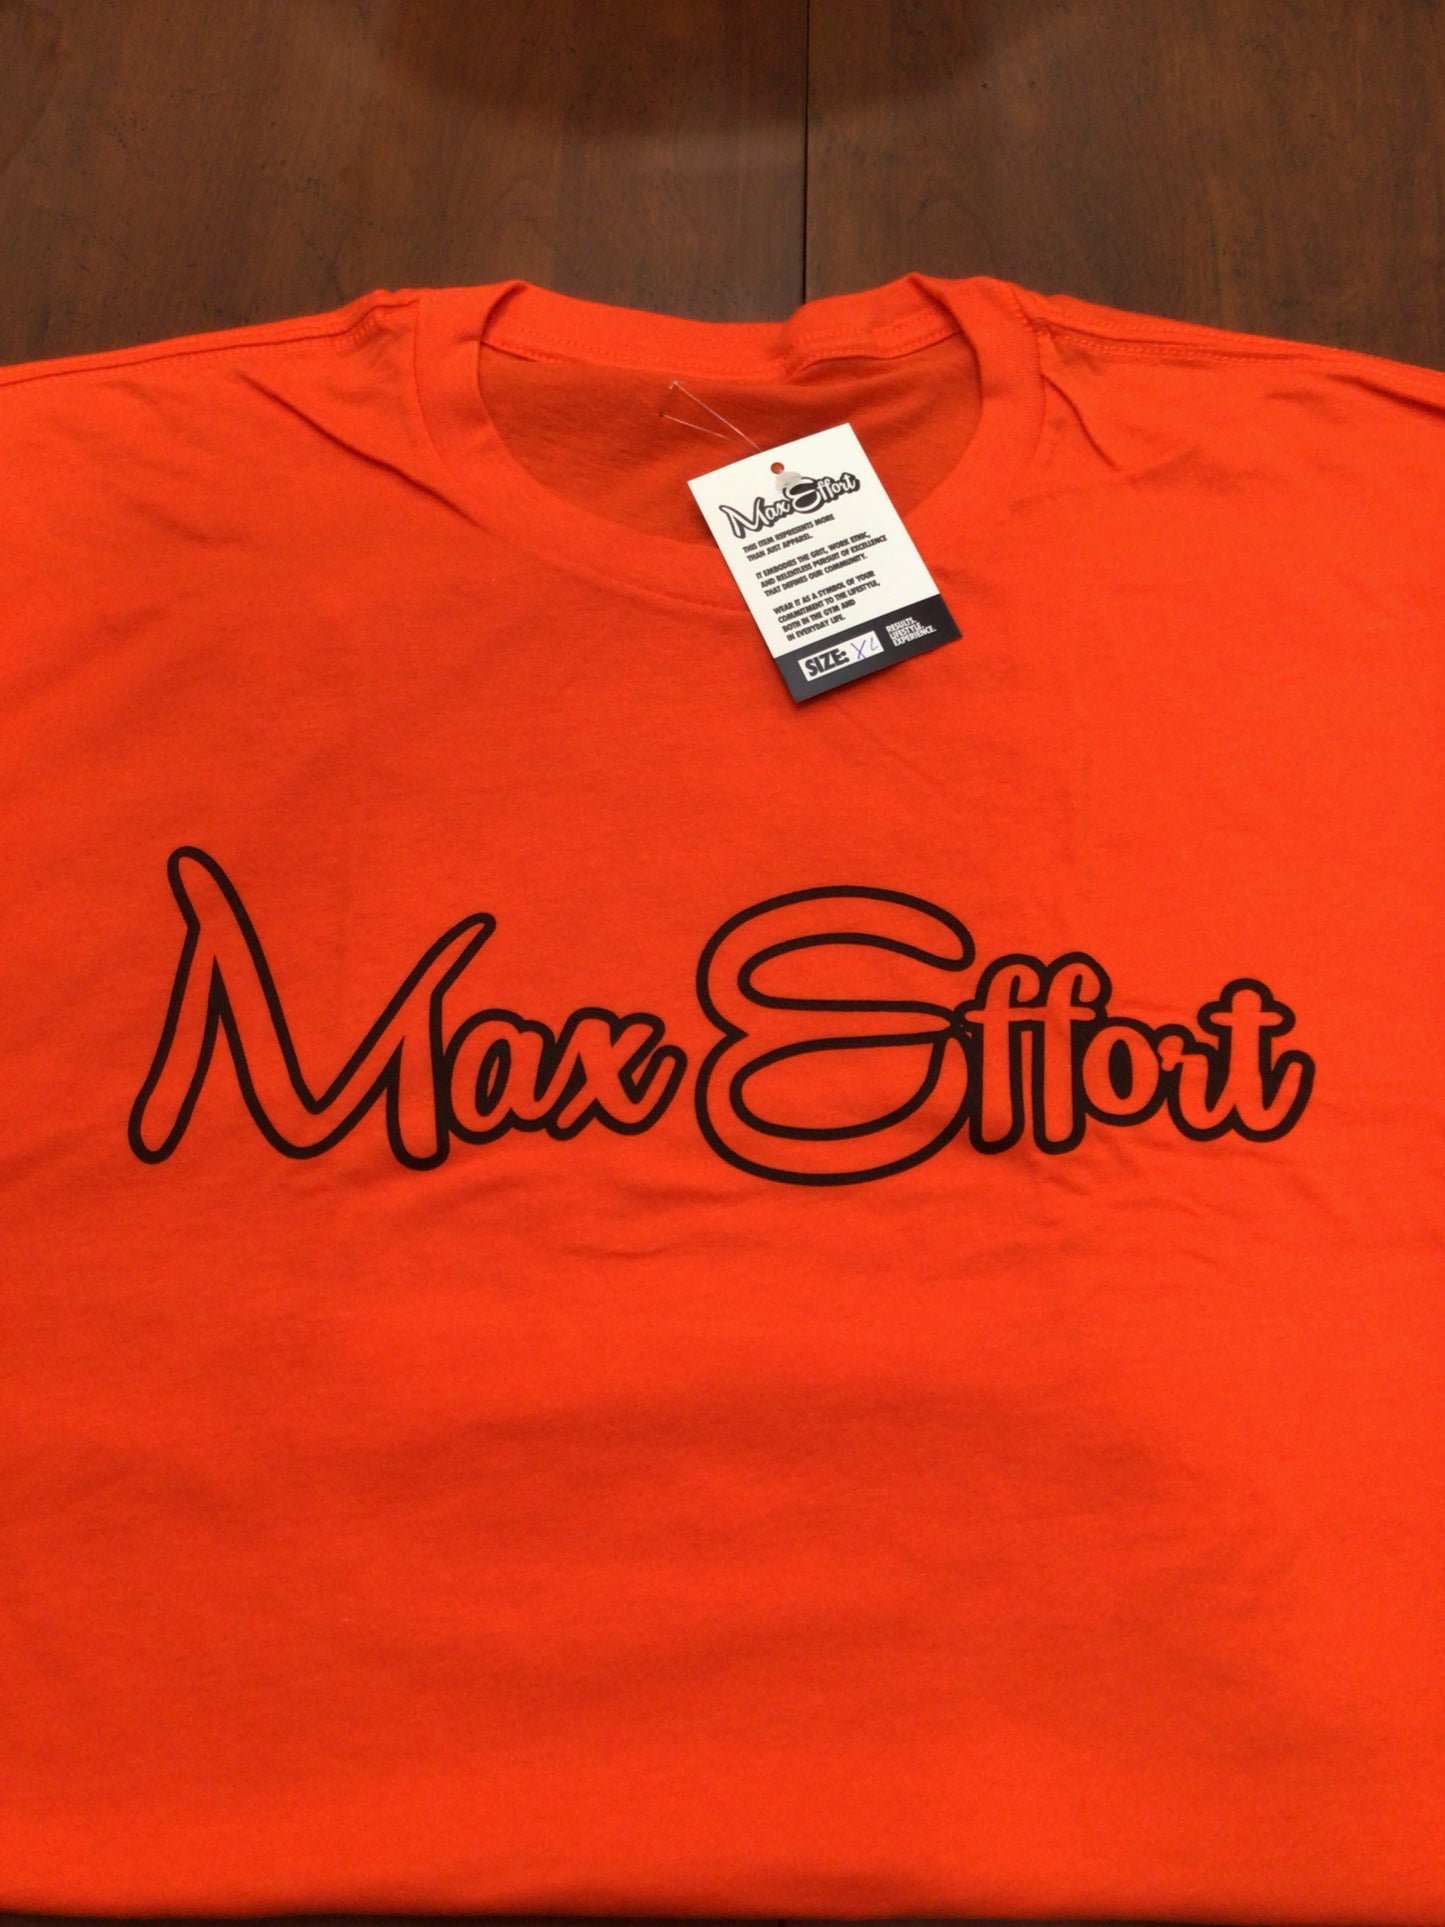 Max Effort
THIS ITEM REPRESENTS MORE
THAN JUST APPAREL.
IT EMBODIES THE GRIT, WORK ETHIC,
AND RELENTLESS PURSUIT OF EXCELLENCE
THAT DEFINES OUR COMMUNITY.
WEAR IT AS A SYMBOL OF YOUR
COMMITMENT TO THE LIFESTYLE,
BOTH IN THE GYM AND
IN EVERYDAY LIFE.
SIZE: XL
RESULTS.
LIFESTYLE.
EXPERIENCE.
Max Effort